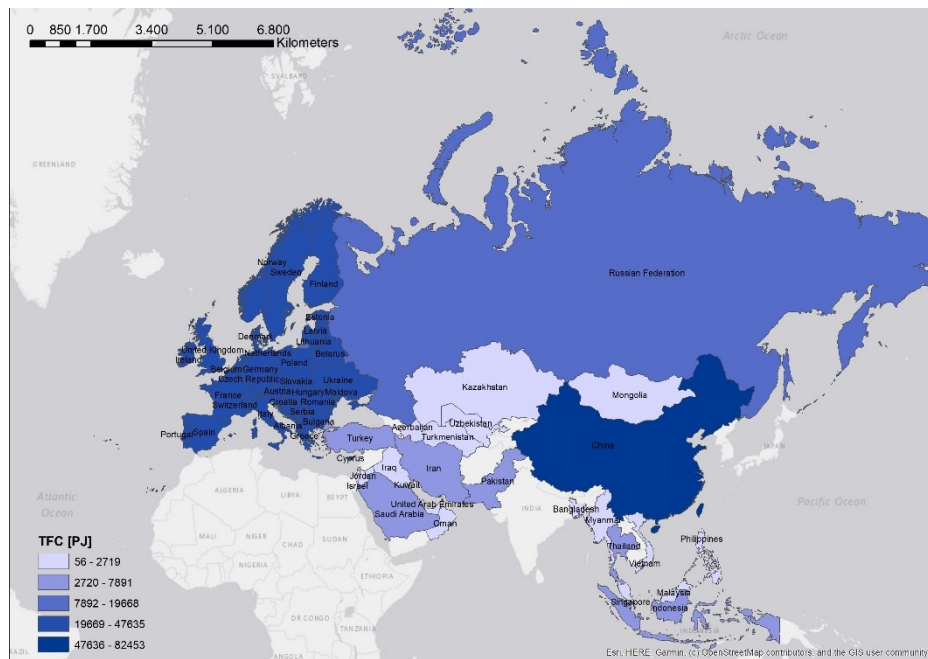 0 850 1.700 3.400 5.100 6.800
Kilometers
Arctic Ocean
SVALBARD
GREENLAND
Russian Federation
Norway
Sweden
Finland
Estonia
Latvia
Lithuania
Denmark
United Kingdom
Ireland
Netherlands
Belarus
Poland
Belgium
Germany
Czech Republic
Slovakia
Ukraine
Austria
Hungary
Moldova
France
Switzerland
Croatia
Romania
Italy
Serbia
Bulgaria
Albania
Portugal
Spain
Greece
Kazakhstan
Mongolia
Uzbekistan
Azerbaijan
Turkmenistan
Turkey
Cyprus
China
JAPAN
Iraq
Iran
Jordan
Israel
Kuwait
Pakistan
United Arab Emirates
Saudi Arabia
Oman
Bangladesh
Myanmar
INDIA
Thailand
Vietnam
Philippines
Malaysia
Singapore
Indonesia
INDONESIA
Atlantic
Ocean
Pacific Ocean
ALGERIA
LIBYA
EGYPT
MALI
NIGER
CHAD
SUDAN
NIGERIA
ETHIOPIA
DR CONGO
TANZANIA
ANGOLA
BRAZIL
TFC [PJ]
56 - 2719
2720 - 7891
7892 - 19668
19669 - 47635
47636 - 82453
Esri, HERE, Garmin, (c) OpenStreetMap contributors, and the GIS user community